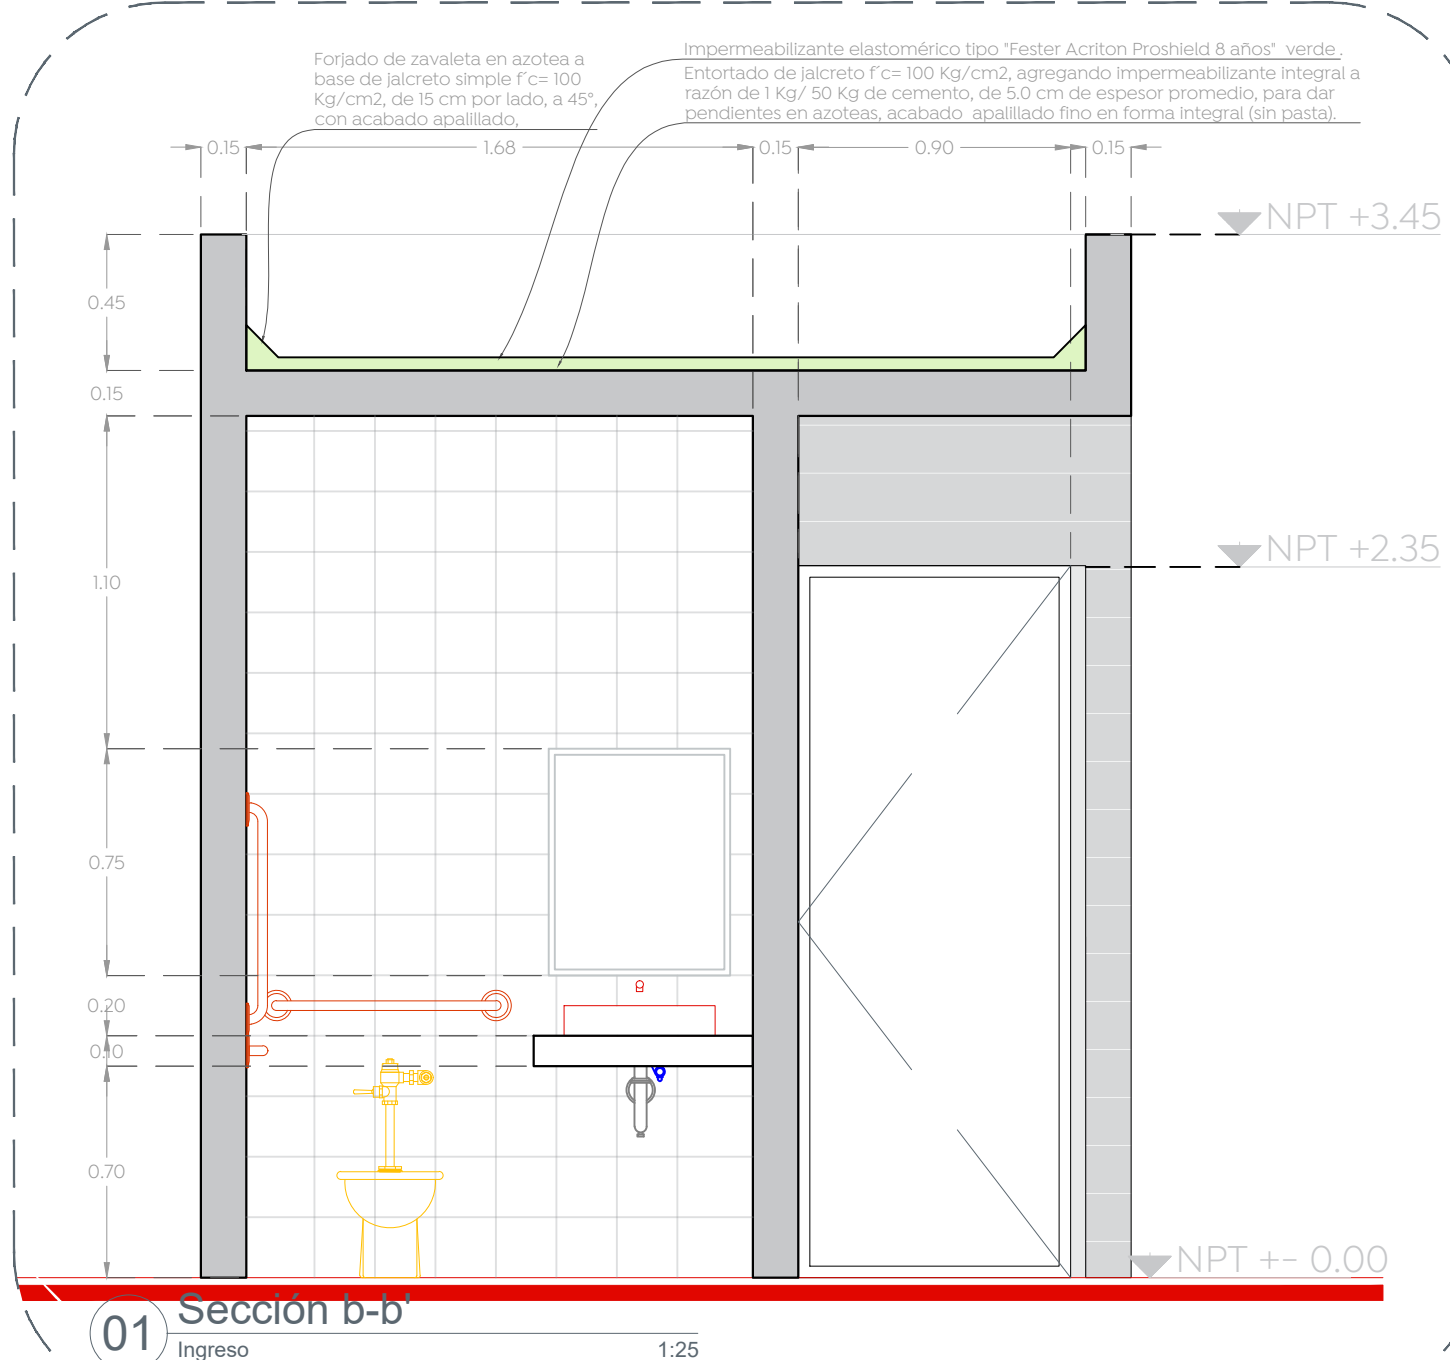 Forjado de zavaleta en azotea a
base de jalcreto simple f´c= 100
Kg/cm2, de 15 cm por lado, a 45°,
con acabado apalillado,
Impermeabilizante elastomérico tipo "Fester Acriton Proshield 8 años"  verde .
Entortado de jalcreto f´c= 100 Kg/cm2, agregando impermeabilizante integral a
razón de 1 Kg/ 50 Kg de cemento, de 5.0 cm de espesor promedio, para dar
pendientes en azoteas, acabado  apalillado fino en forma integral (sin pasta).
0.15 1.68 0.15 0.90 0.15
NPT +3.45
0.45
0.15
NPT +2.35
1.10
0.75
0.20
0.10
0.70
NPT +- 0.00
01 Sección b-b'
Ingreso 1:25